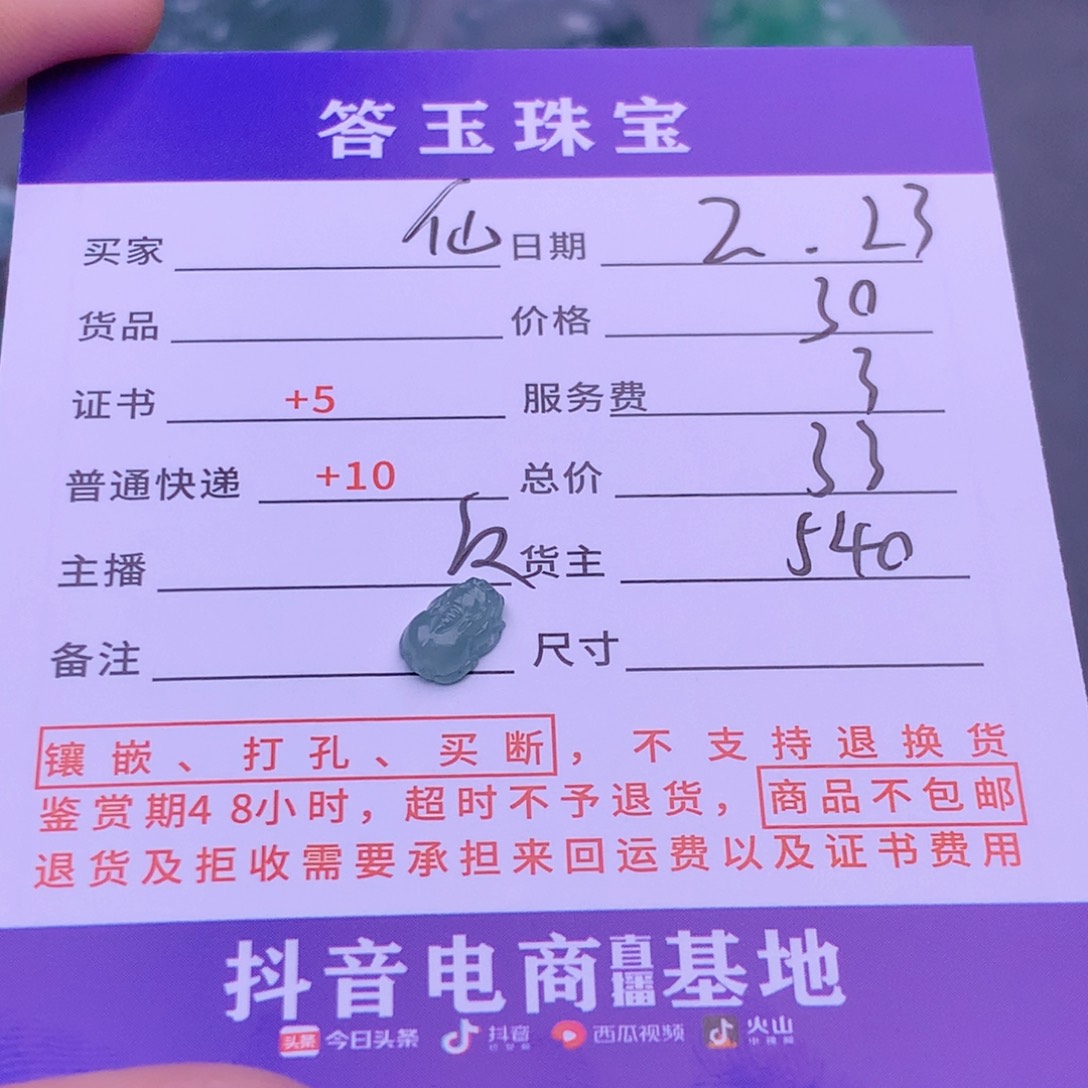 答玉珠宝
买家 仙 日期 2.23
货品 价格 30
证书 +5 服务费 3
普通快递 +10 总价 33
主播 货主 540
备注 尺寸
镶嵌、打孔、买断，不支持退换货
鉴赏期48小时，超时不予退货，商品不包邮
退货及拒收需要承担来回运费以及证书费用
抖音电商直播基地
头条 今日头条 抖音 西瓜视频 火山